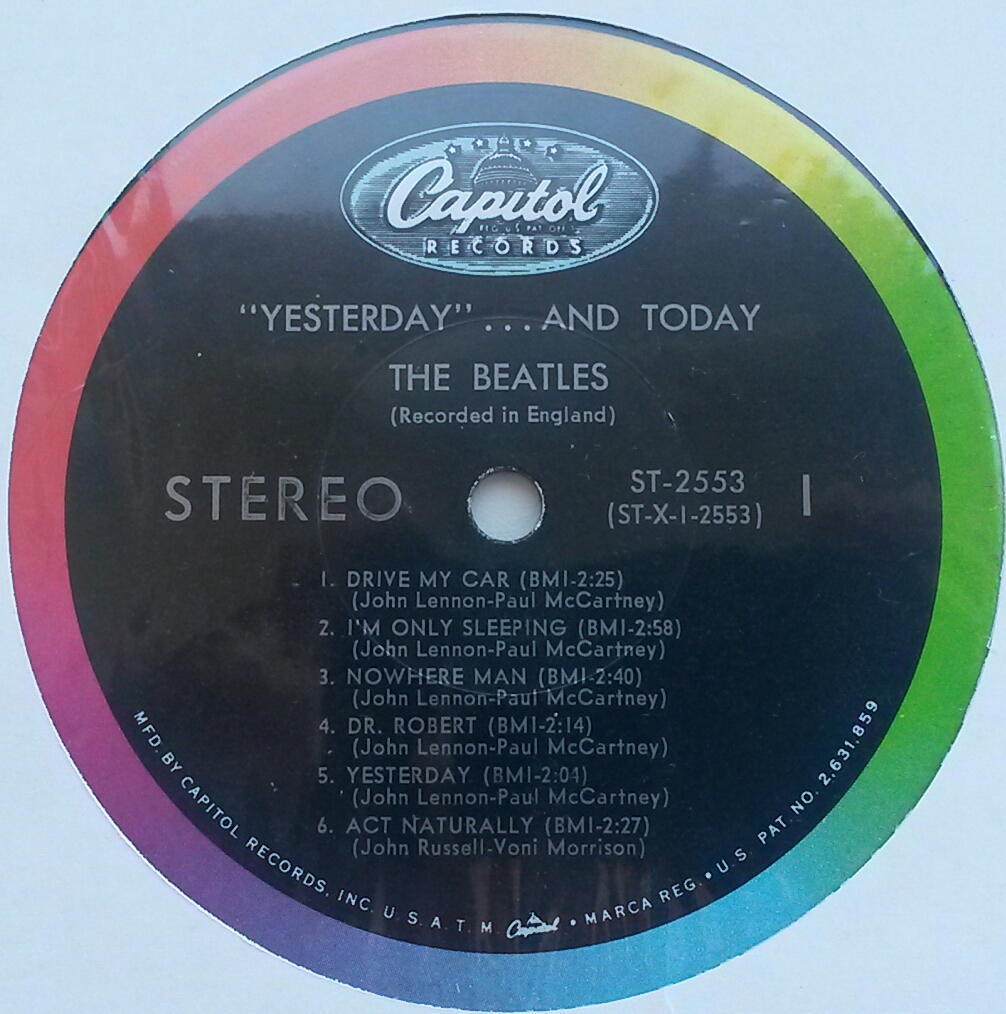 Capitol
REG. U.S. PAT. OFF.
RECORDS
"YESTERDAY" ... AND TODAY
THE BEATLES
(Recorded in England)
STEREO
ST-2553
(ST-X-1-2553)
1
1. DRIVE MY CAR (BMI-2:25)
(John Lennon-Paul McCartney)
2. I'M ONLY SLEEPING (BMI-2:58)
(John Lennon-Paul McCartney)
3. NOWHERE MAN (BMI-2:40)
(John Lennon-Paul McCartney)
4. DR. ROBERT (BMI-2:14)
(John Lennon-Paul McCartney)
5. YESTERDAY (BMI-2:04)
(John Lennon-Paul McCartney)
6. ACT NATURALLY (BMI-2:27)
(John Russell-Voni Morrison)
MFD. BY CAPITOL RECORDS, INC. U. S. A. T. M. Capitol • MARCA REG. • U.S. PAT. NO. 2,631,859